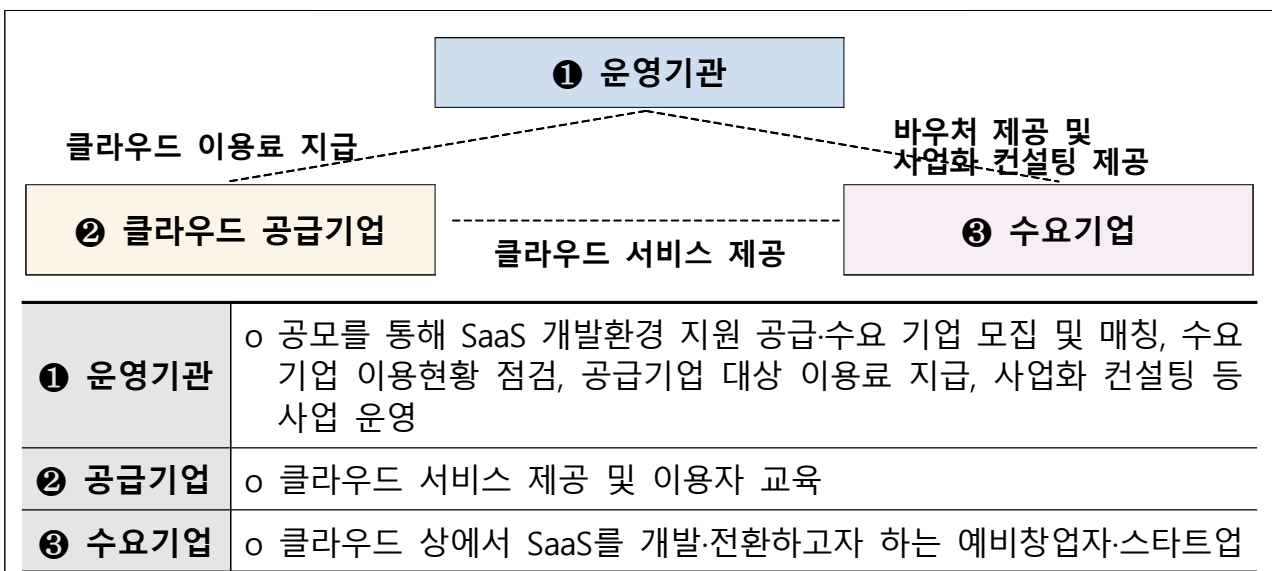 ❶ 운영기관
클라우드 이용료 지급
바우처 제공 및
사업화 컨설팅 제공
❷ 클라우드 공급기업
클라우드 서비스 제공
❸ 수요기업
❶ 운영기관
o 공모를 통해 SaaS 개발환경 지원 공급·수요 기업 모집 및 매칭, 수요
기업 이용현황 점검, 공급기업 대상 이용료 지급, 사업화 컨설팅 등
사업 운영
❷ 공급기업
o 클라우드 서비스 제공 및 이용자 교육
❸ 수요기업
o 클라우드 상에서 SaaS를 개발·전환하고자 하는 예비창업자·스타트업